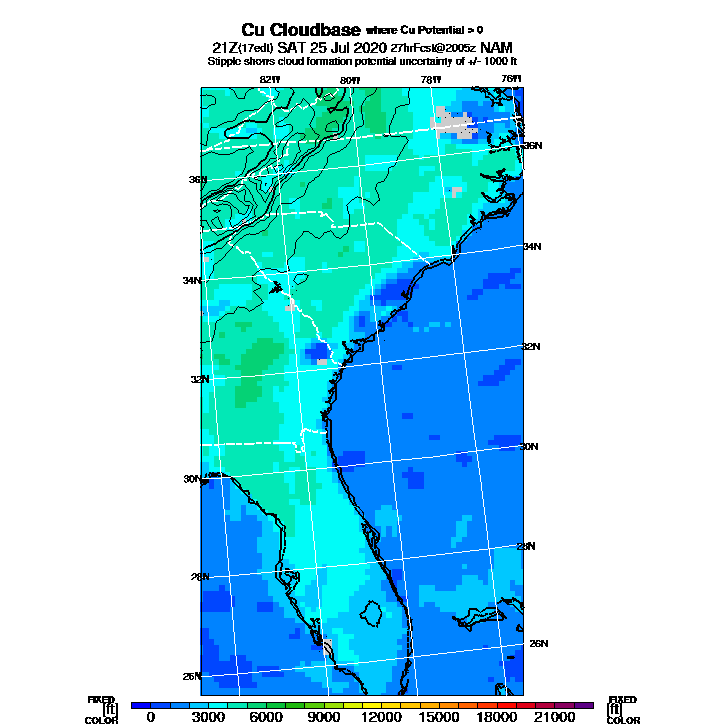 Cu Cloudbase where Cu Potential > 0
21Z(17edt) SAT 25 Jul 2020 27hrFcst@2005z NAM
Stipple shows cloud formation potential uncertainty of +/- 1000 ft
82W 80W 78W 76W
36N
36N
34N
34N
32N
32N
30N
30N
28N
28N
26N
26N
FIXED [ft] COLOR
0 3000 6000 9000 12000 15000 18000 21000
FIXED [ft] COLOR